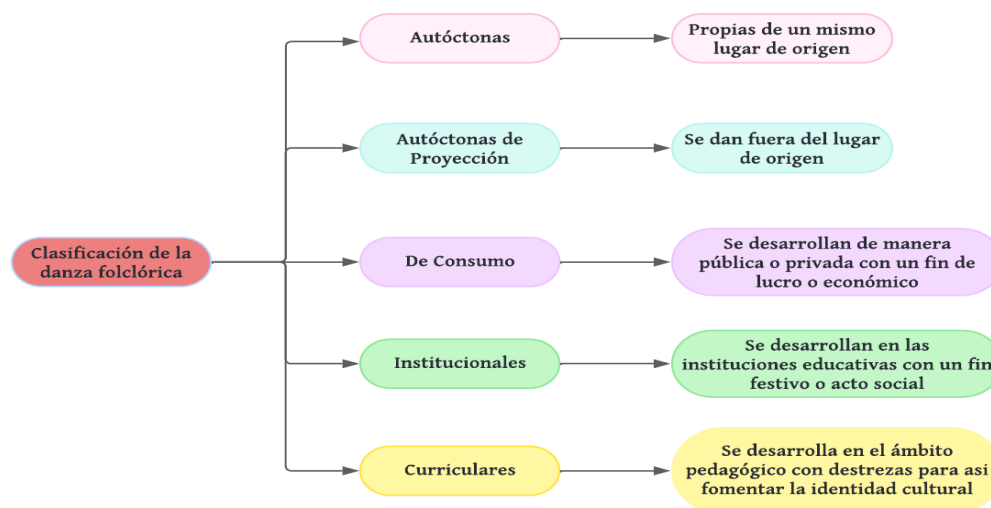 Autóctonas
Propias de un mismo
lugar de origen
Autóctonas de
Proyección
Se dan fuera del lugar
de origen
Clasificación de la
danza folclórica
De Consumo
Se desarrollan de manera
pública o privada con un fin de
lucro o económico
Institucionales
Se desarrollan en las
instituciones educativas con un fin
festivo o acto social
Curriculares
Se desarrolla en el ámbito
pedagógico con destrezas para asi
fomentar la identidad cultural